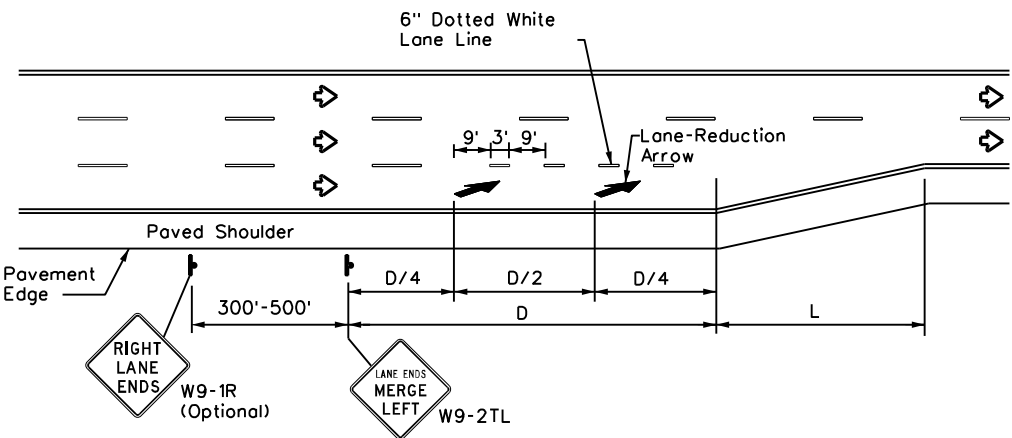 6" Dotted White
Lane Line
9' 3' 9'
Lane-Reduction
Arrow
Paved Shoulder
Pavement
Edge
D/4 D/2 D/4
300'-500' D L
RIGHT
LANE
ENDS
W9-1R
(Optional)
LANE ENDS
MERGE
LEFT
W9-2TL